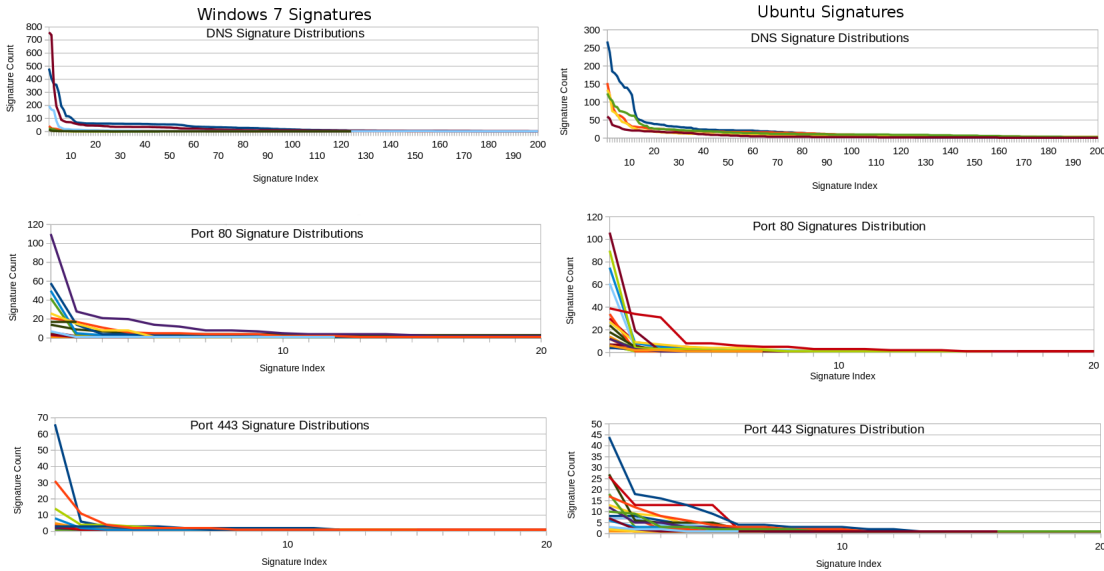 Windows 7 Signatures
DNS Signature Distributions
Signature Count
800
700
600
500
400
300
200
100
0
10 20 30 40 50 60 70 80 90 100 110 120 130 140 150 160 170 180 190 200
Signature Index
Ubuntu Signatures
DNS Signature Distributions
Signature Count
300
250
200
150
100
50
0
10 20 30 40 50 60 70 80 90 100 110 120 130 140 150 160 170 180 190 200
Signature Index
Port 80 Signature Distributions
Signature Count
120
100
80
60
40
20
0
10 20
Signature Index
Port 80 Signatures Distribution
Signature Count
120
100
80
60
40
20
0
10 20
Signature Index
Port 443 Signature Distributions
Signature Count
70
60
50
40
30
20
10
0
10 20
Signature Index
Port 443 Signatures Distribution
Signature Count
50
45
40
35
30
25
20
15
10
5
0
10 20
Signature Index